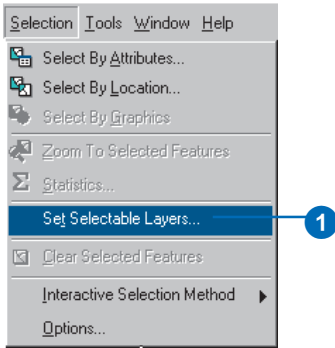 Selection Tools Window Help
Select By Attributes...
Select By Location...
Select By Graphics
Zoom To Selected Features
Statistics...
Set Selectable Layers...
1
Clear Selected Features
Interactive Selection Method
Options...